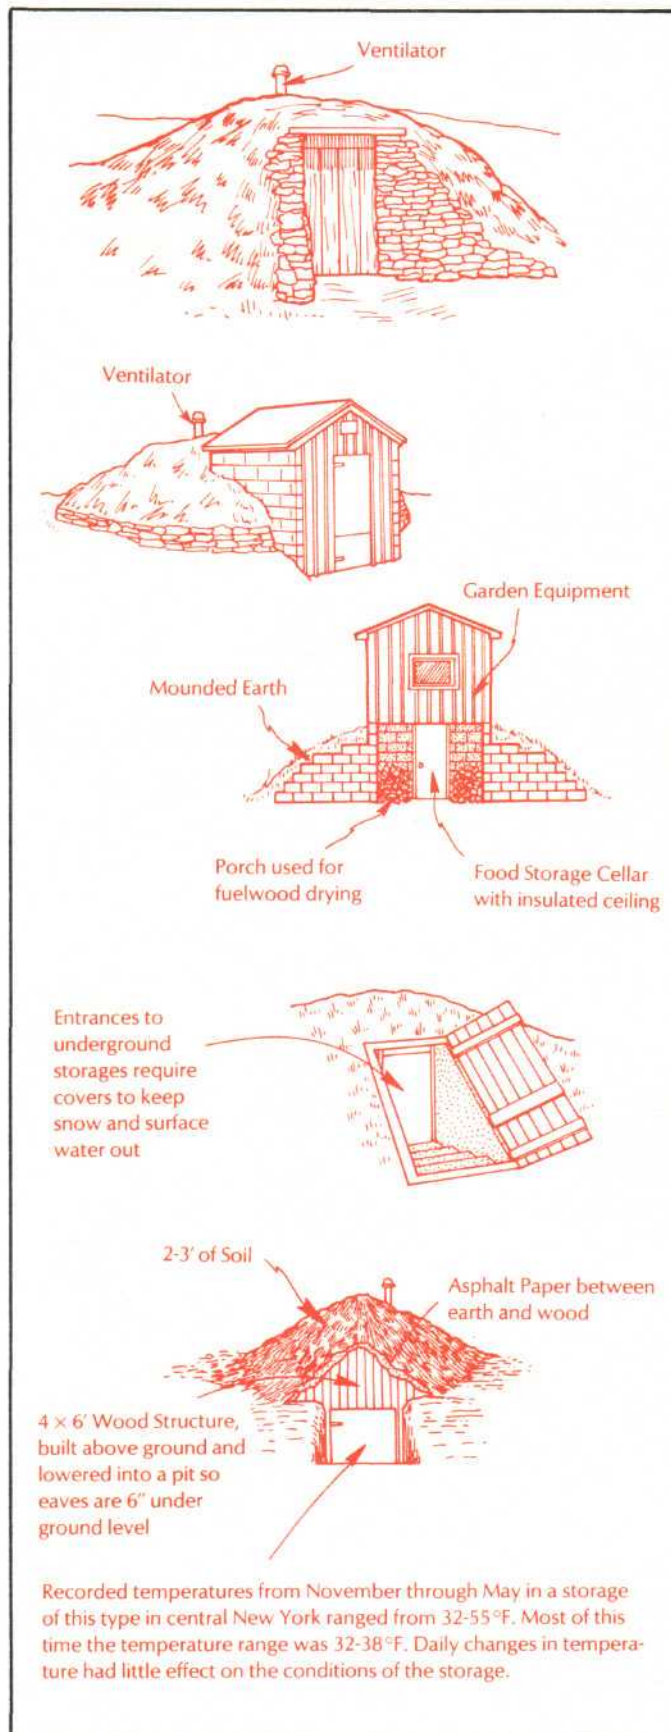 Ventilator
Ventilator
Garden Equipment
Mounded Earth
Porch used for
fuelwood drying
Food Storage Cellar
with insulated ceiling
Entrances to
underground
storages require
covers to keep
snow and surface
water out
2-3' of Soil
Asphalt Paper between
earth and wood
4 × 6' Wood Structure,
built above ground and
lowered into a pit so
eaves are 6" under
ground level
Recorded temperatures from November through May in a storage
of this type in central New York ranged from 32-55°F. Most of this
time the temperature range was 32-38°F. Daily changes in tempera-
ture had little effect on the conditions of the storage.